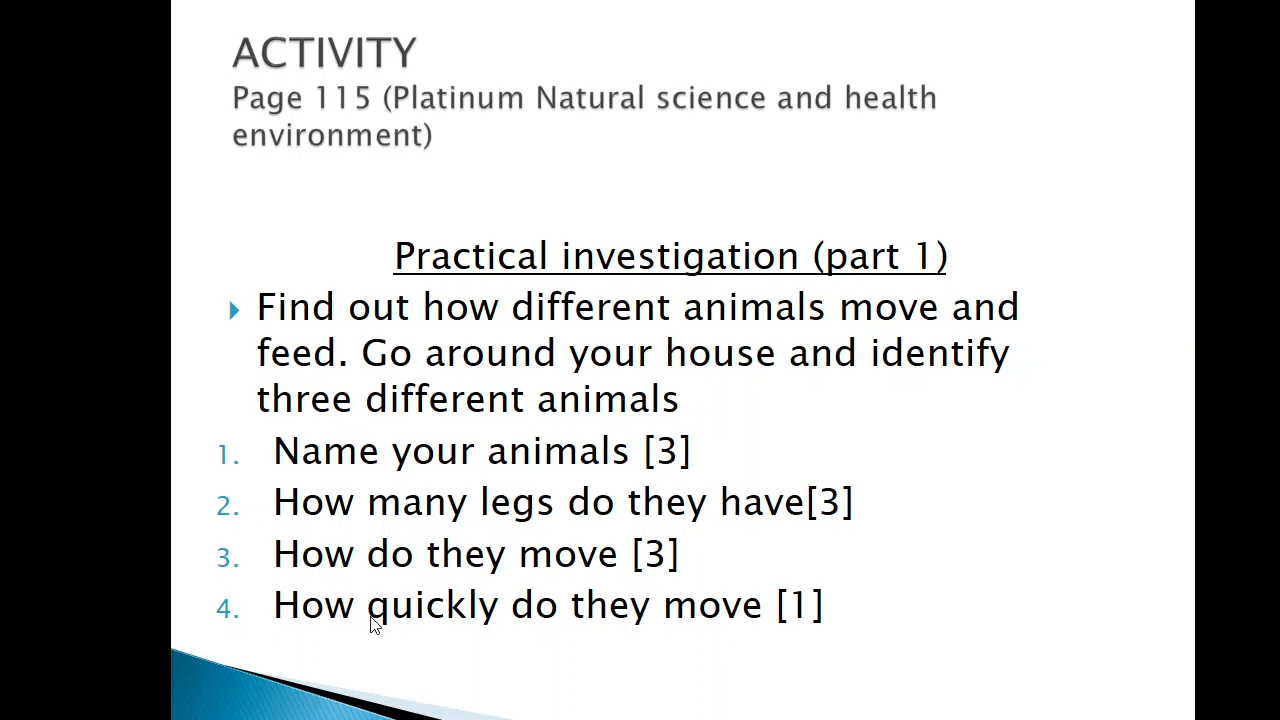 ACTIVITY
Page 115 (Platinum Natural science and health
environment)
Practical investigation (part 1)
Find out how different animals move and
feed. Go around your house and identify
three different animals
1. Name your animals [3]
2. How many legs do they have[3]
3. How do they move [3]
4. How quickly do they move [1]